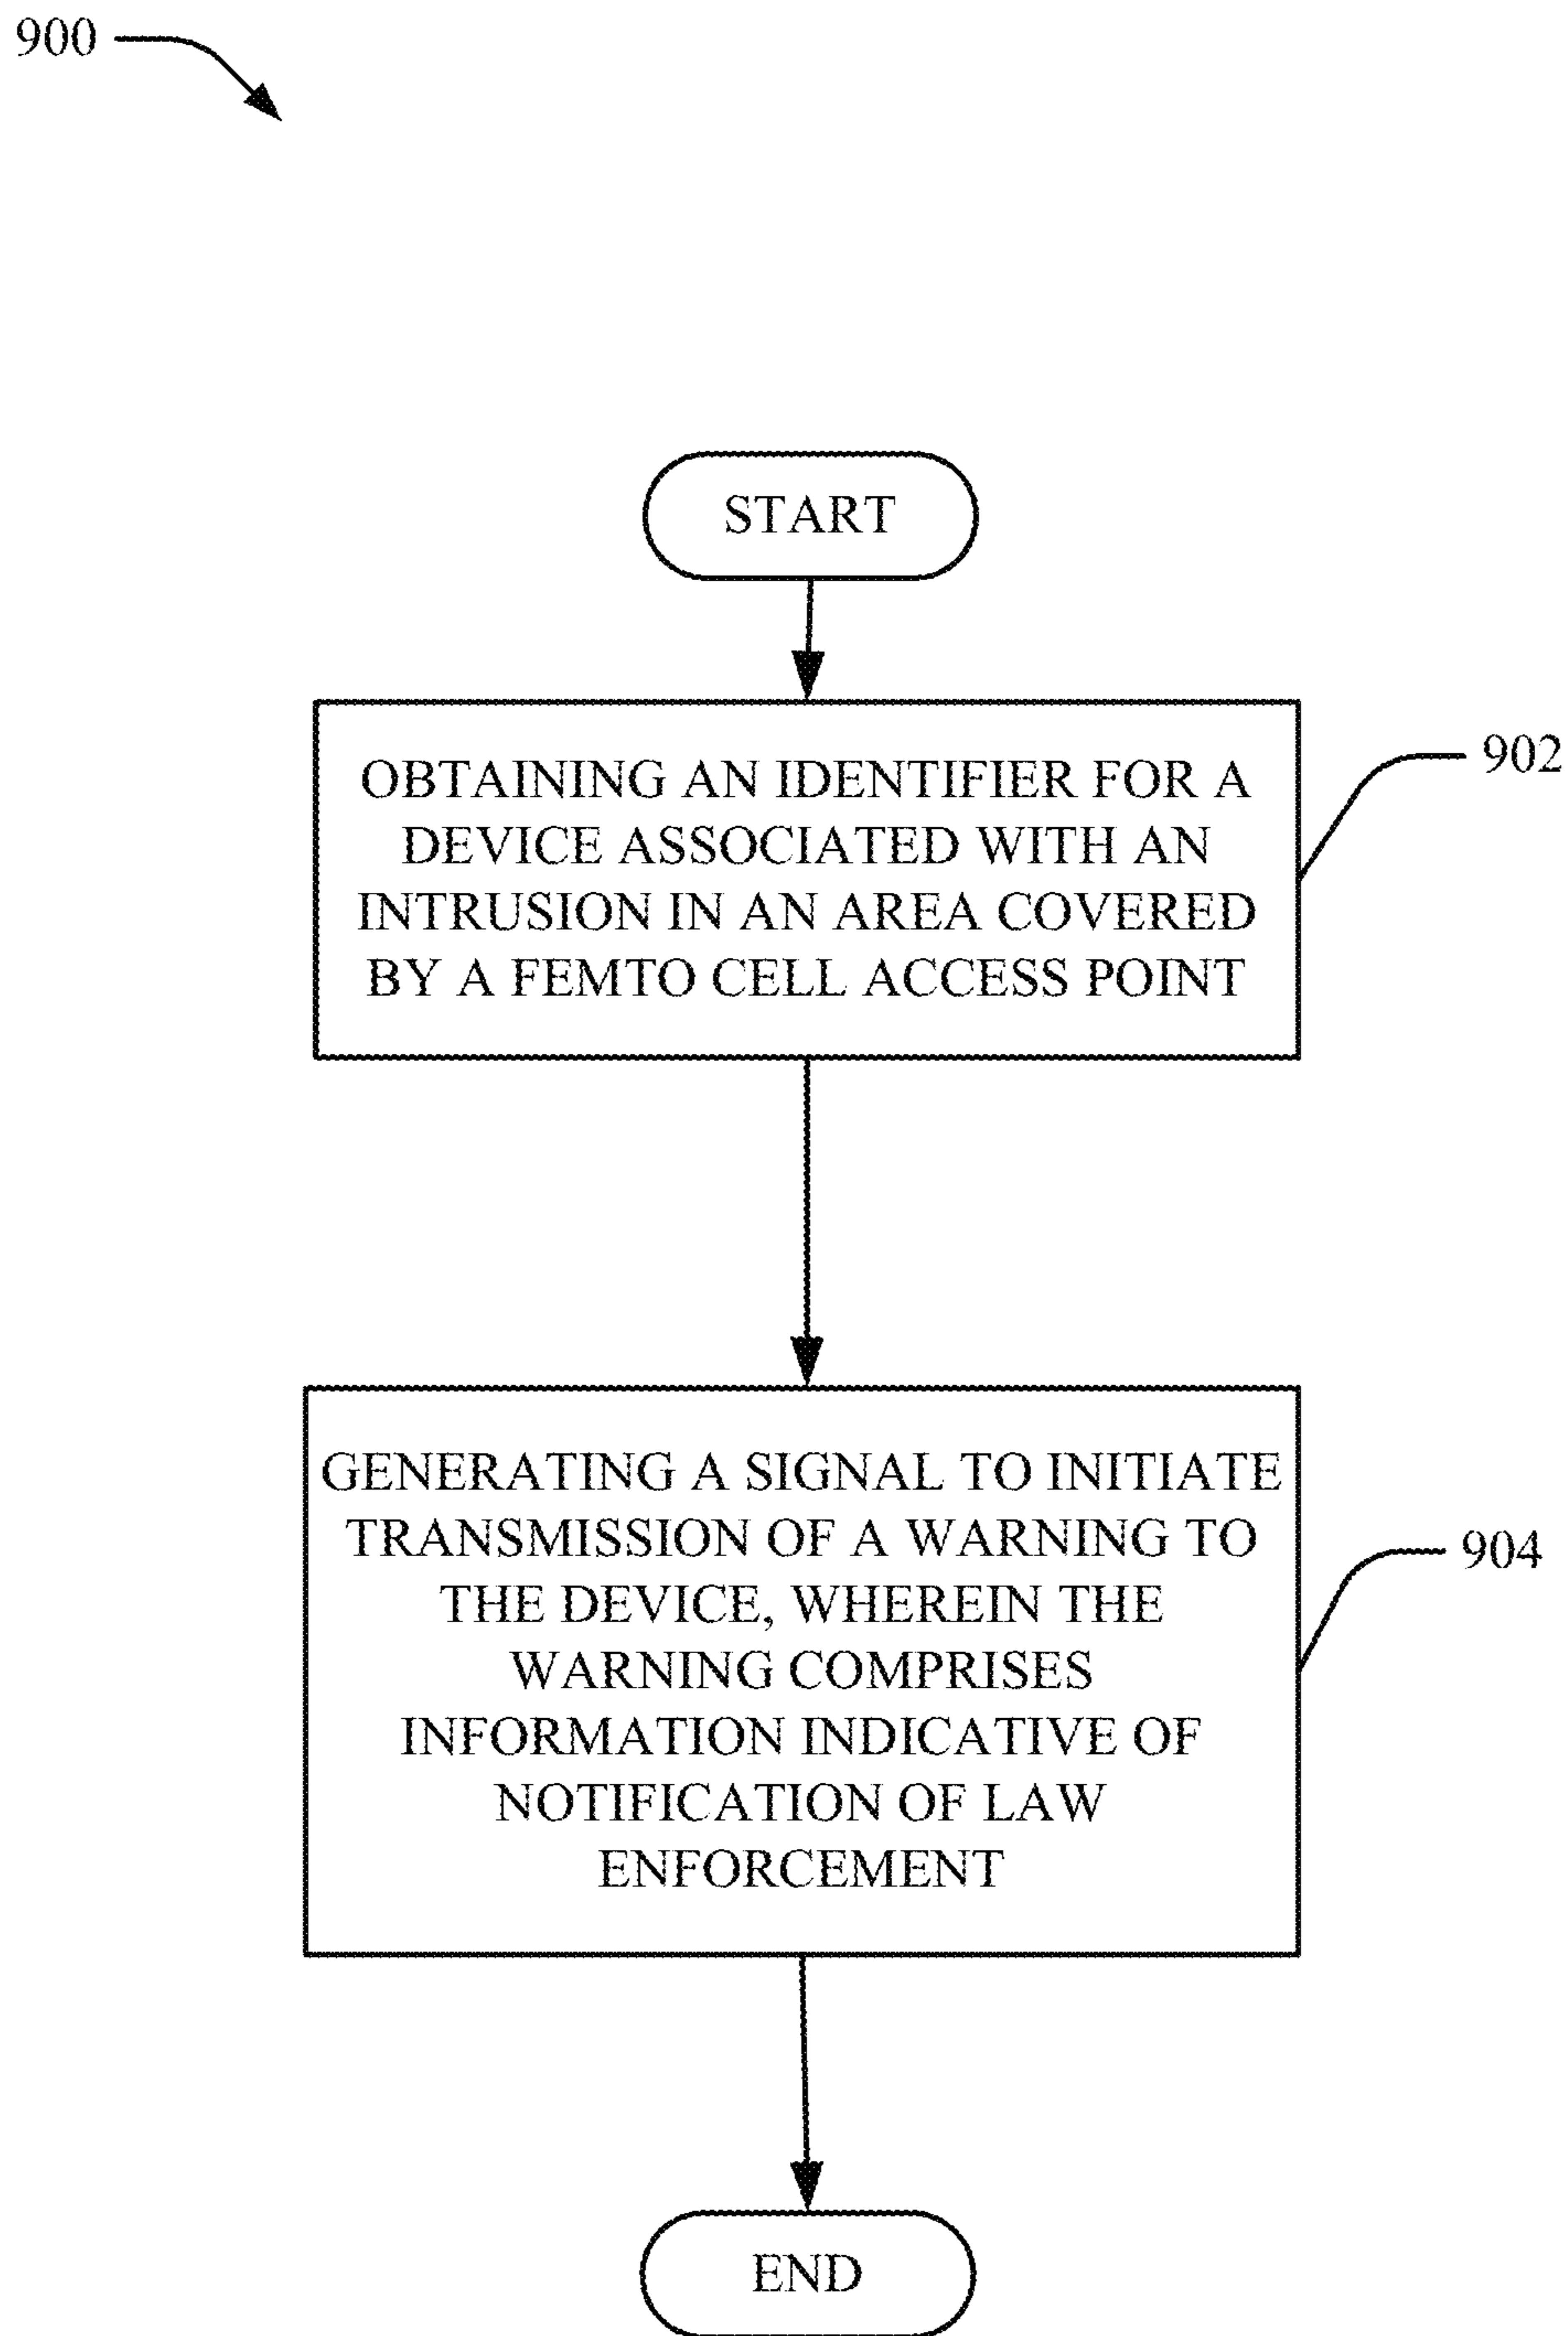 900
START
OBTAINING AN IDENTIFIER FOR A
DEVICE ASSOCIATED WITH AN
INTRUSION IN AN AREA COVERED
BY A FEMTO CELL ACCESS POINT
902
GENERATING A SIGNAL TO INITIATE
TRANSMISSION OF A WARNING TO
THE DEVICE, WHEREIN THE
WARNING COMPRISES
INFORMATION INDICATIVE OF
NOTIFICATION OF LAW
ENFORCEMENT
904
END